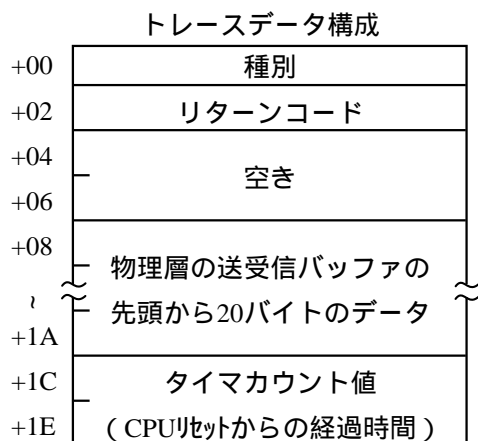 トレースデータ構成
+00 種別
+02 リターンコード
+04
空き
+06
+08
物理層の送受信バッファの
~ 先頭から20バイトのデータ
+1A
+1C タイマカウント値
+1E (CPUリセットからの経過時間)